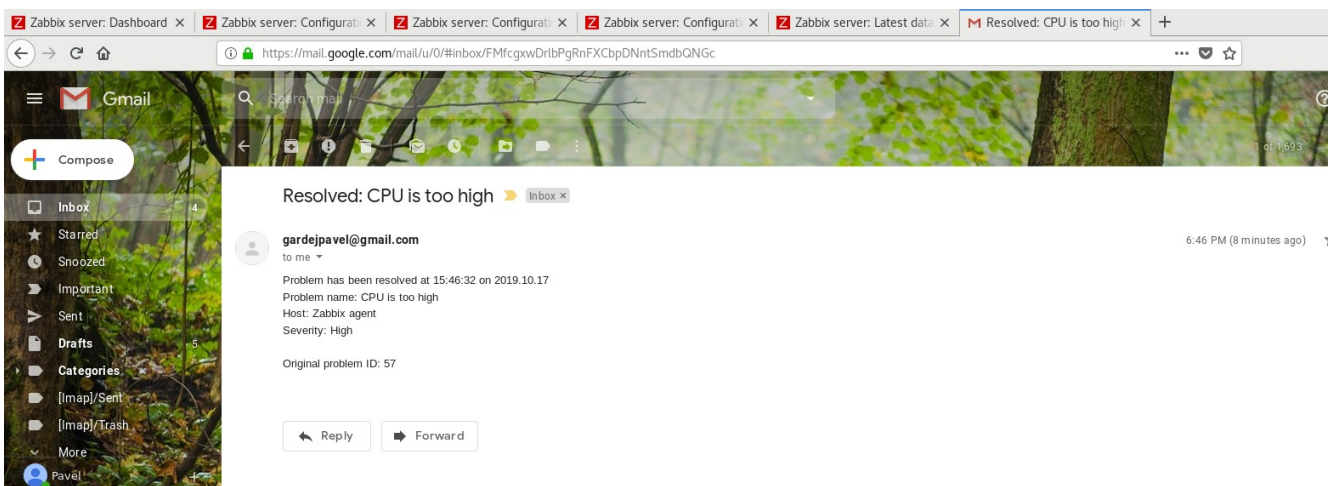 Zabbix server: Dashboard
Zabbix server: Configurati
Zabbix server: Configurati
Zabbix server: Configurati
Zabbix server: Latest data
Resolved: CPU is too high
https://mail.google.com/mail/u/0/#inbox/FMfcgxwDrlbPgRnFXCbpDNntSmdbQNGc
Gmail
Search mail
Compose
1 of 1,693
Resolved: CPU is too high Inbox ×
Inbox 4
Starred
Snoozed
Important
Sent
Drafts 5
Categories
[Imap]/Sent
[Imap]/Trash
More
Pavel
gardejpavel@gmail.com 6:46 PM (8 minutes ago)
to me
Problem has been resolved at 15:46:32 on 2019.10.17
Problem name: CPU is too high
Host: Zabbix agent
Severity: High
Original problem ID: 57
Reply Forward